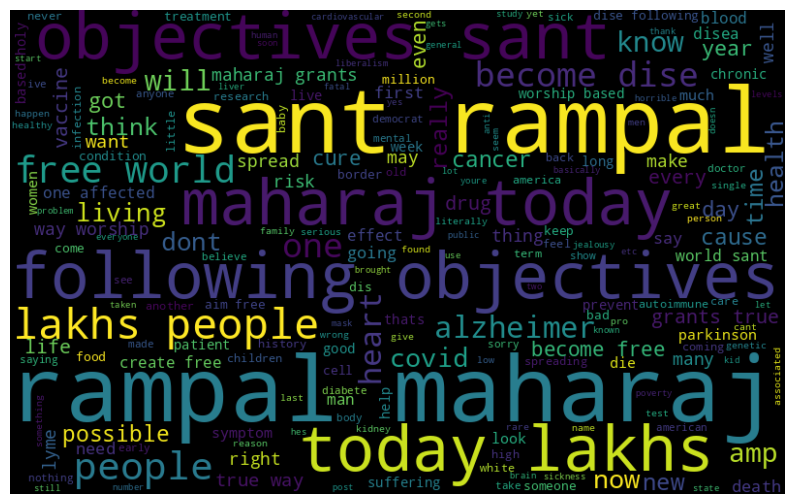 never treatment cardiovascular second study yet sick dise following blood
objectives sant
even gets general human soon thank disea know year
based holy start ive become liberalism liver fatal
will maharaj grants million become dise well
vaccine infection got live first worship based much chronic
happen anyone research yes democrat baby horrible levels
healthy think little sant rampal men doesn
want condition mental week anti seem really health
free world spread cure may cancer back long make doctor
women one affected risk border old lot youre america every single time
problem living drug basically great person
everyone maharaj today literally
way worship dont family serious one effect thing keep public feel jealousy say day cause
come believe going term show etc world sant
following objectives
see brought found use two dis
taken another aim free prevent autoimmune care let
lakhs people thats mask wrong give bad pro known alzheimer grants true cant parkinson
made history heart
life patient good covid sorry become free coming genetic many
saying food create free children cell low spreading die kid
diabete man
rampal maharaj
last help body associated
something lyme possible kidney poverty test american
symptom rare name look amp
need early reason hes today lakhs
people right high
nothing true way white take someone now new
still number suffering post brain sickness state death